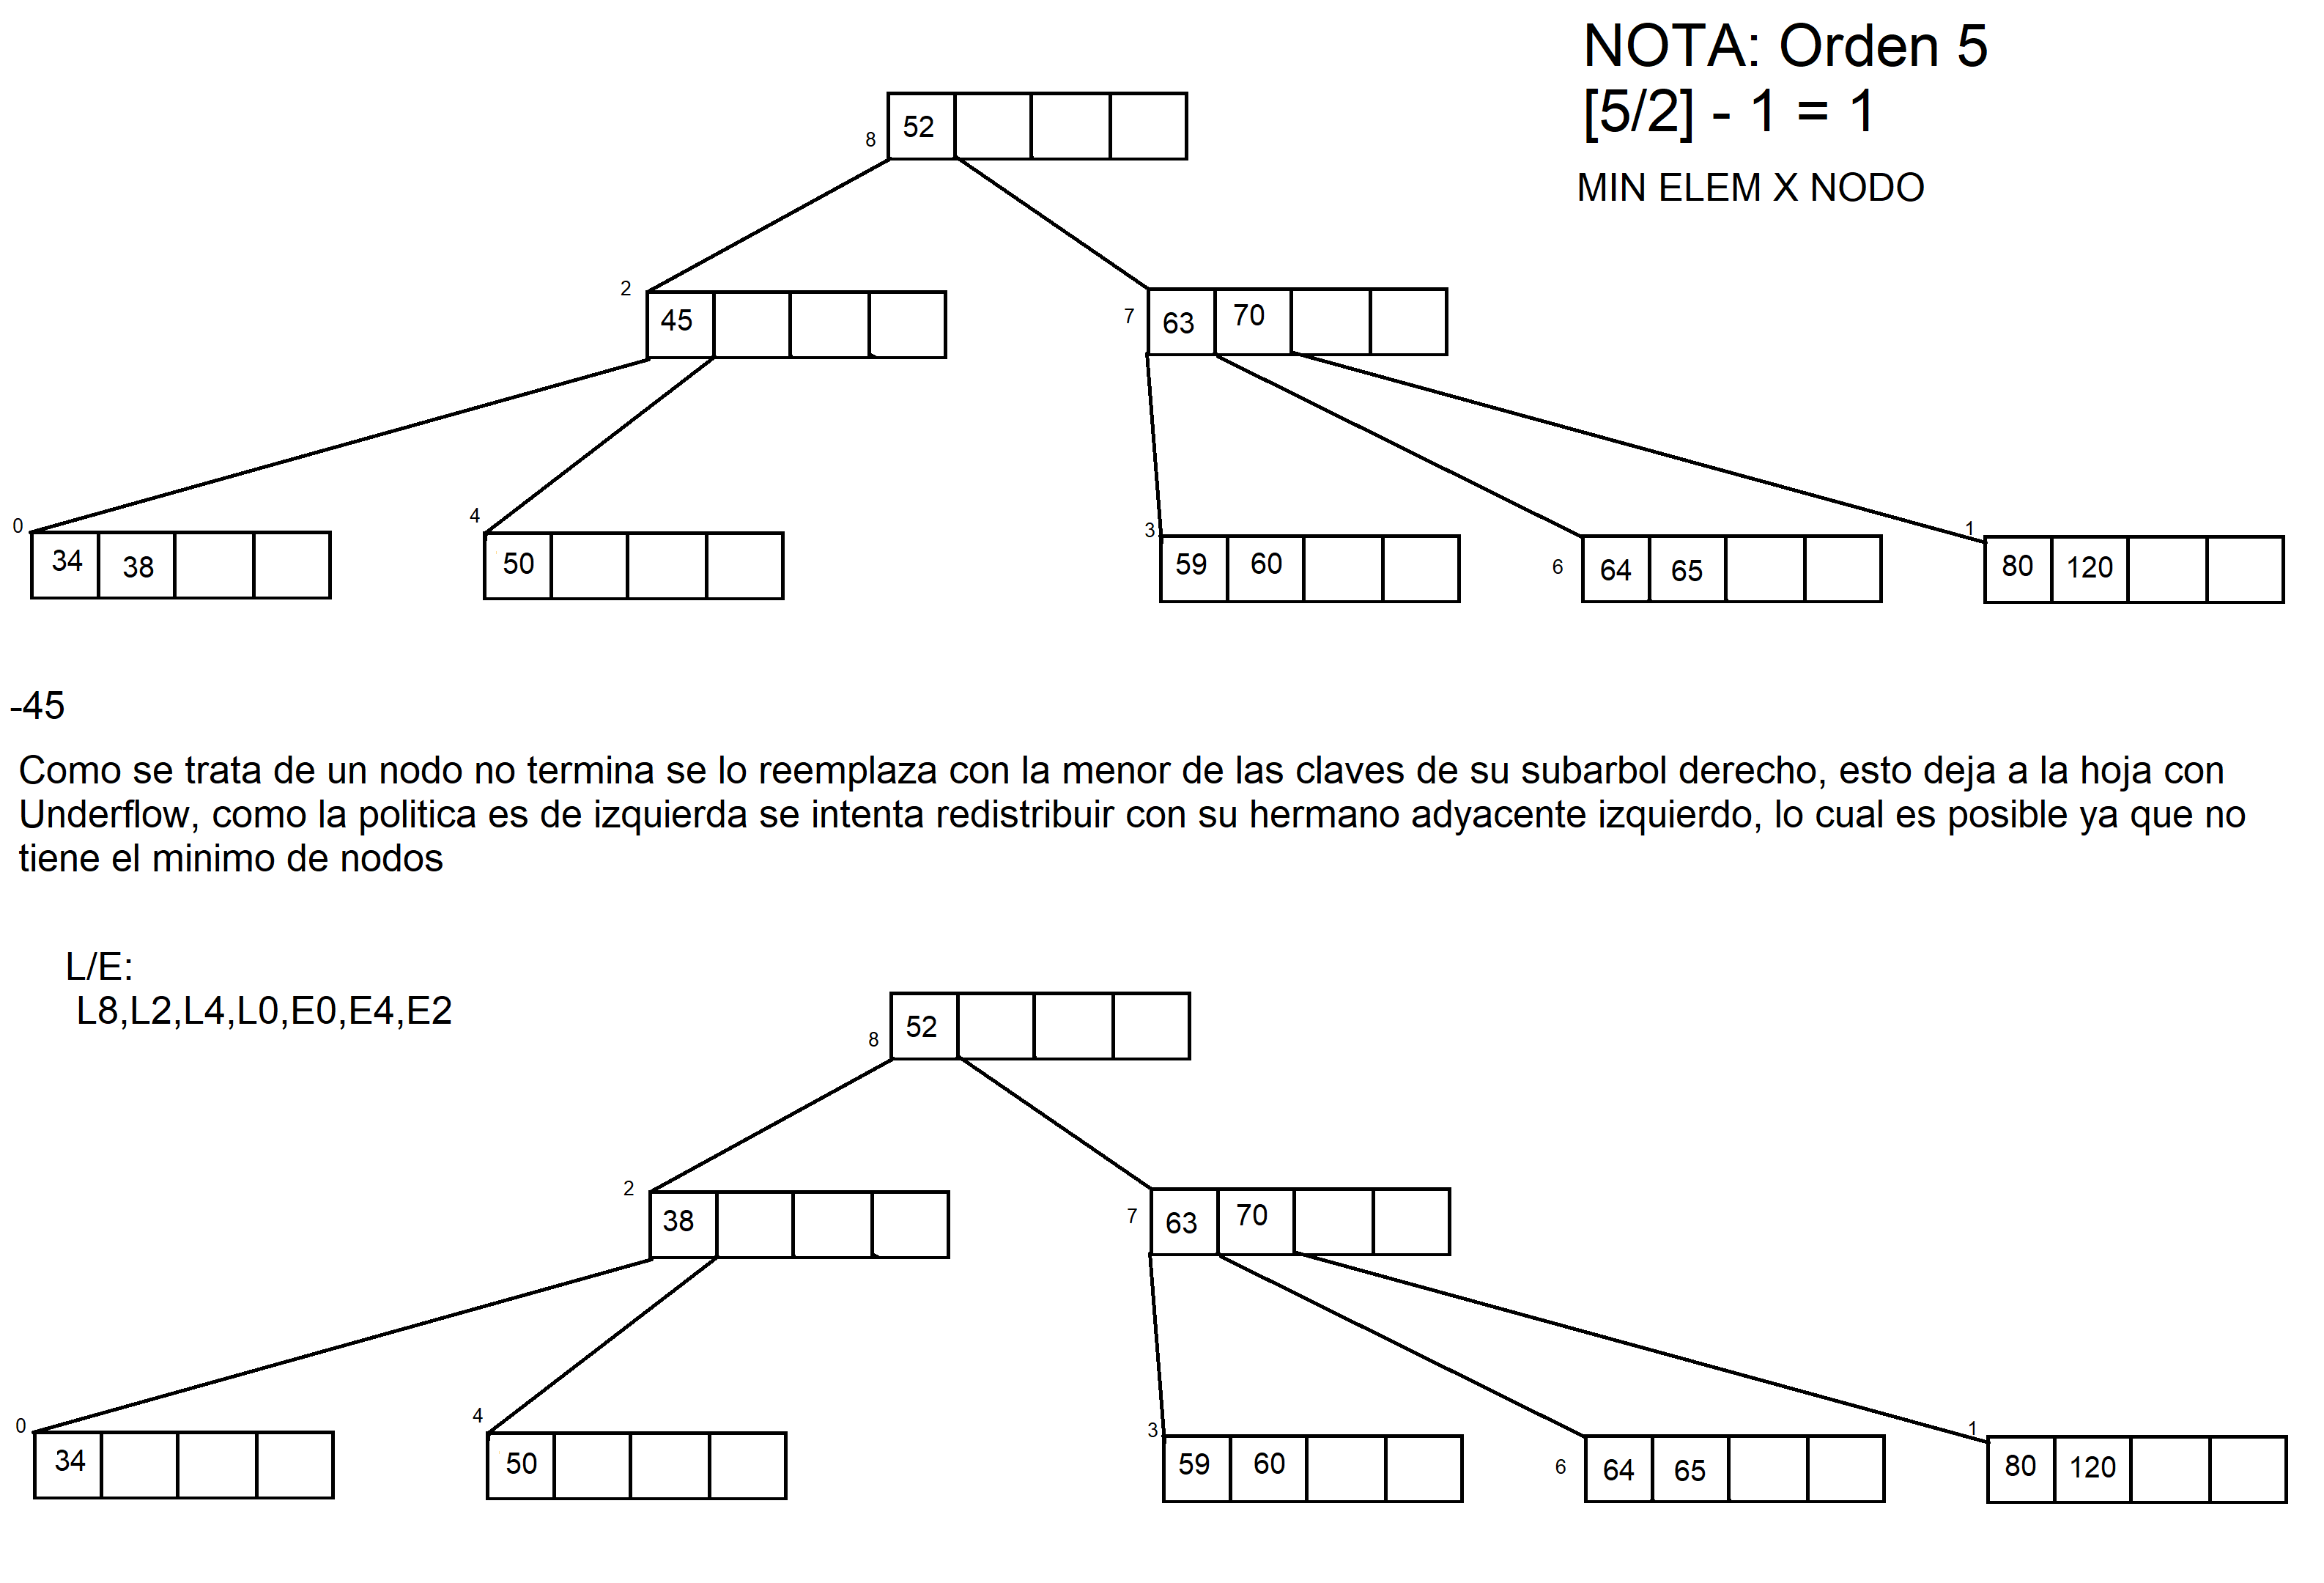 NOTA: Orden 5
[5/2] - 1 = 1
MIN ELEM X NODO
8 52
2 45
7 63 70
0 34 38
4 50
3 59 60
6 64 65
1 80 120
-45
Como se trata de un nodo no termina se lo reemplaza con la menor de las claves de su subarbol derecho, esto deja a la hoja con
Underflow, como la politica es de izquierda se intenta redistribuir con su hermano adyacente izquierdo, lo cual es posible ya que no
tiene el minimo de nodos
L/E:
L8,L2,L4,L0,E0,E4,E2
8 52
2 38
7 63 70
0 34
4 50
3 59 60
6 64 65
1 80 120